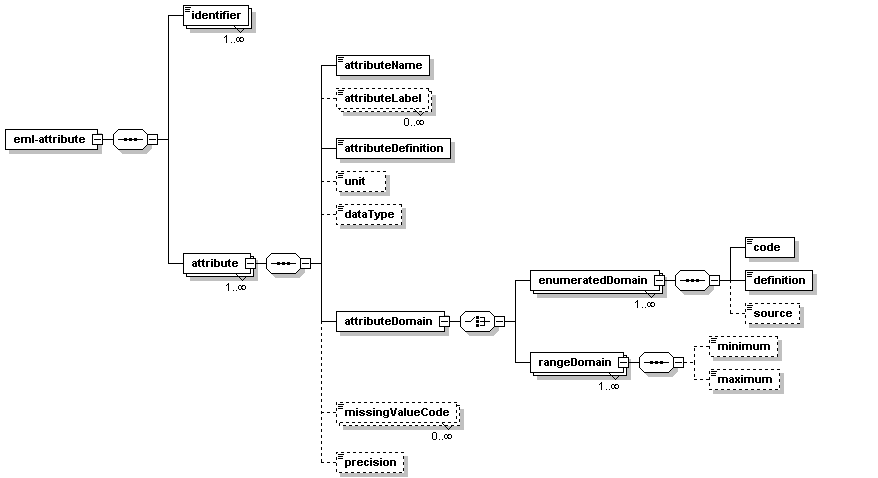 identifier
1..∞
attributeName
attributeLabel
0..∞
eml-attribute
attributeDefinition
unit
dataType
attribute
1..∞
code
enumeratedDomain
definition
1..∞
source
attributeDomain
minimum
rangeDomain
1..∞
maximum
missingValueCode
0..∞
precision